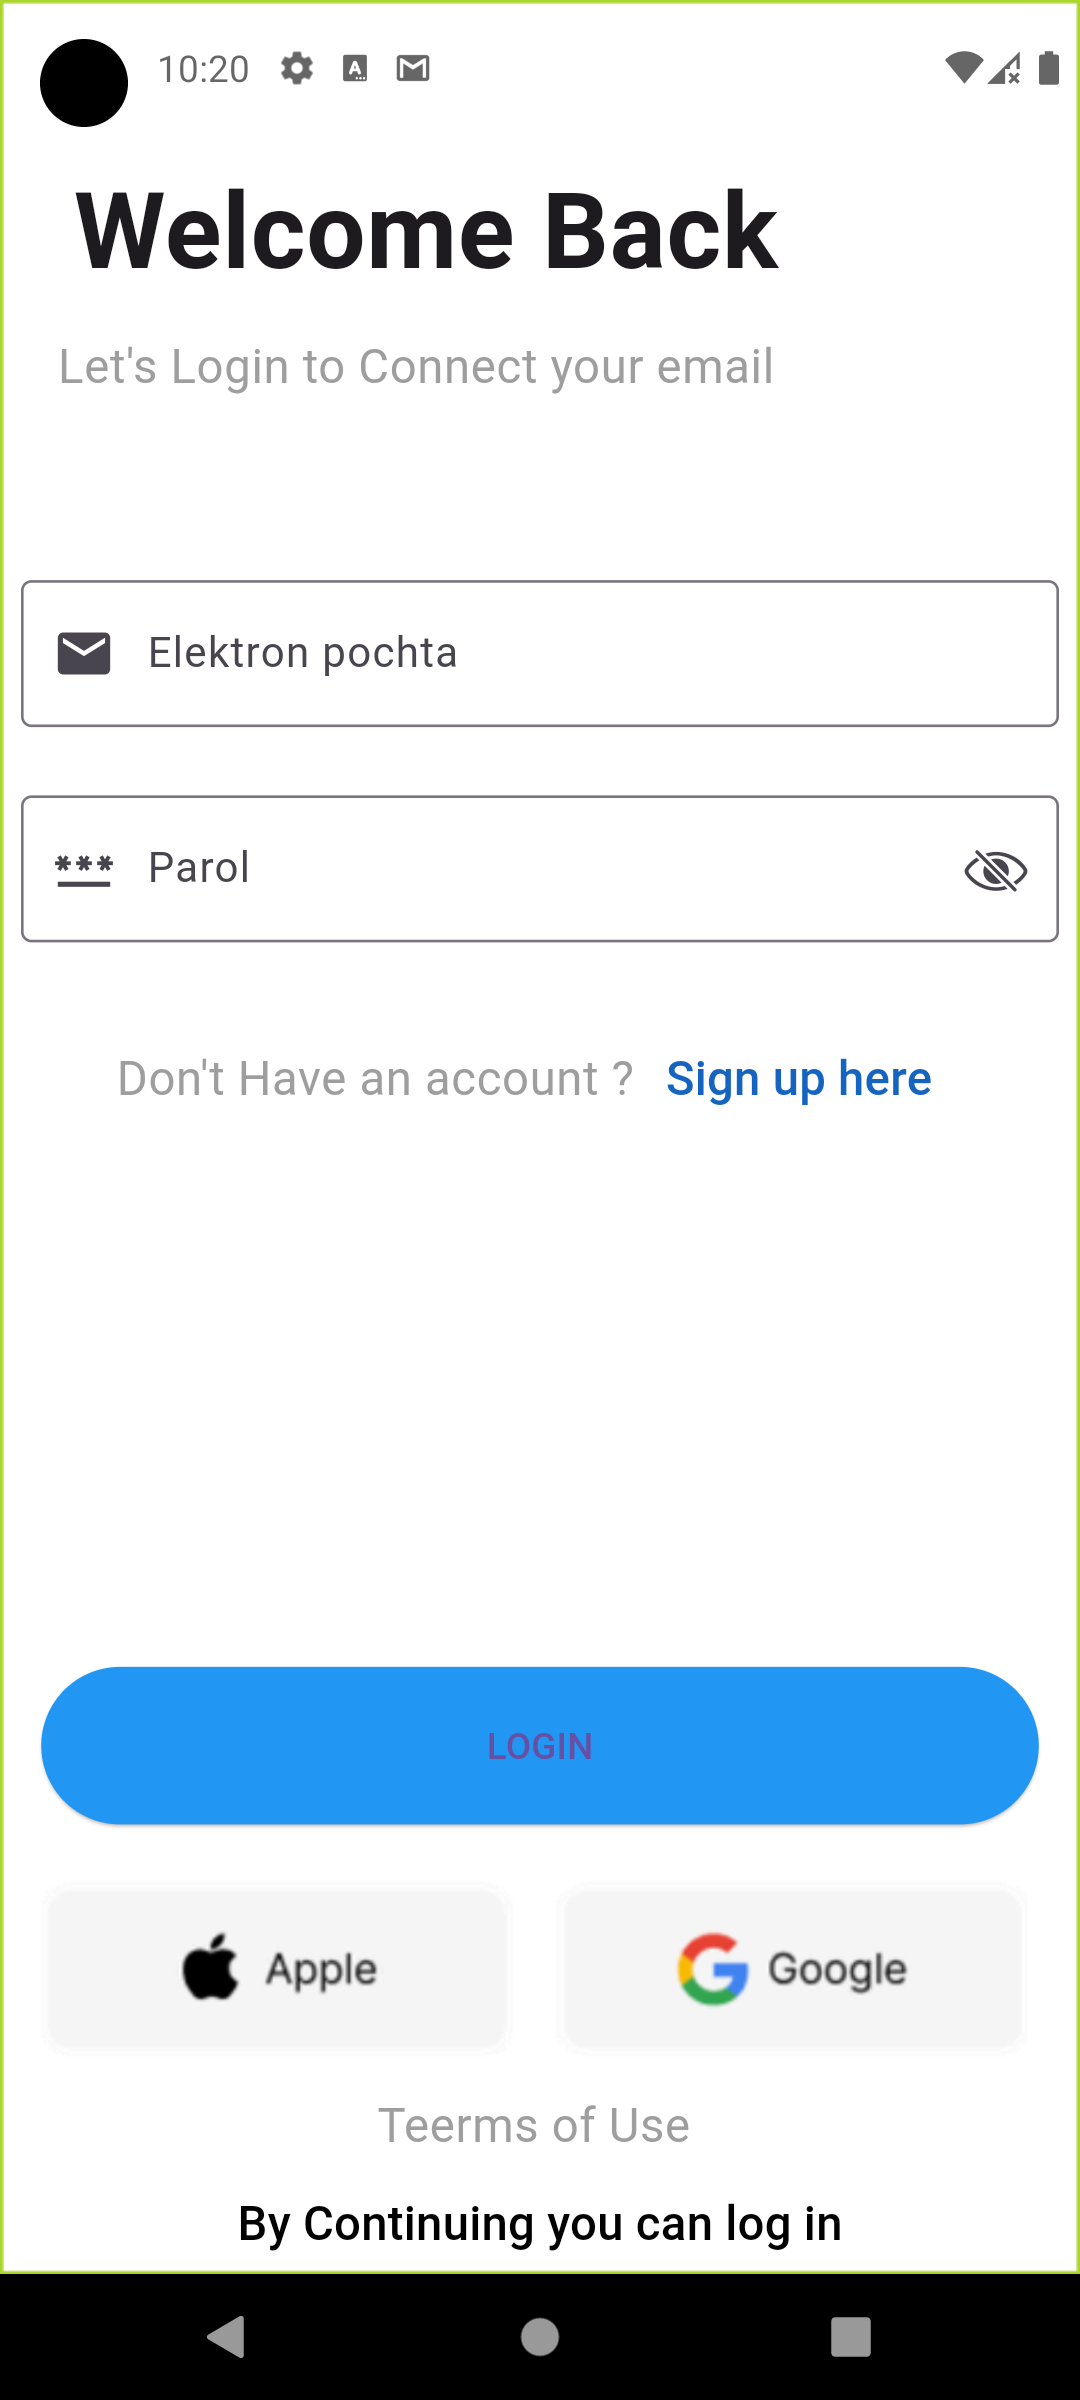 10:20
Welcome Back
Let's Login to Connect your email
Elektron pochta
Parol
Don't Have an account ? Sign up here
LOGIN
Apple Google
Teerms of Use
By Continuing you can log in